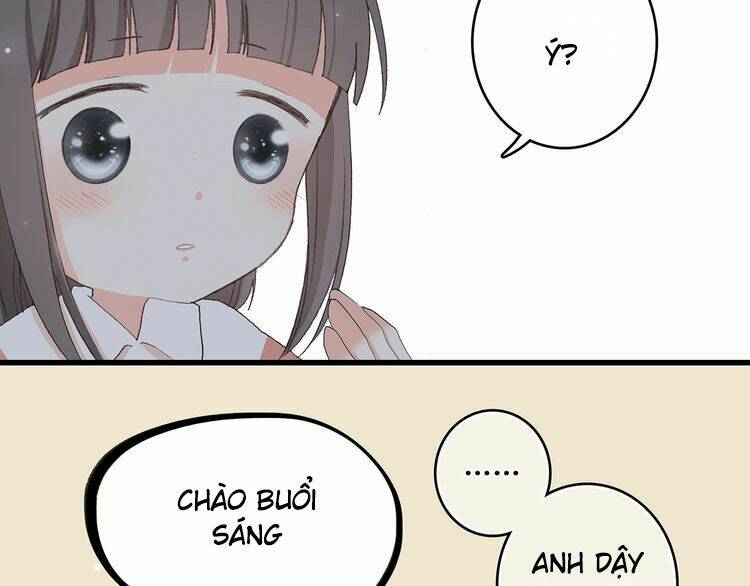 Ý?
CHÀO BUỔI
SÁNG
......
ANH DẬY